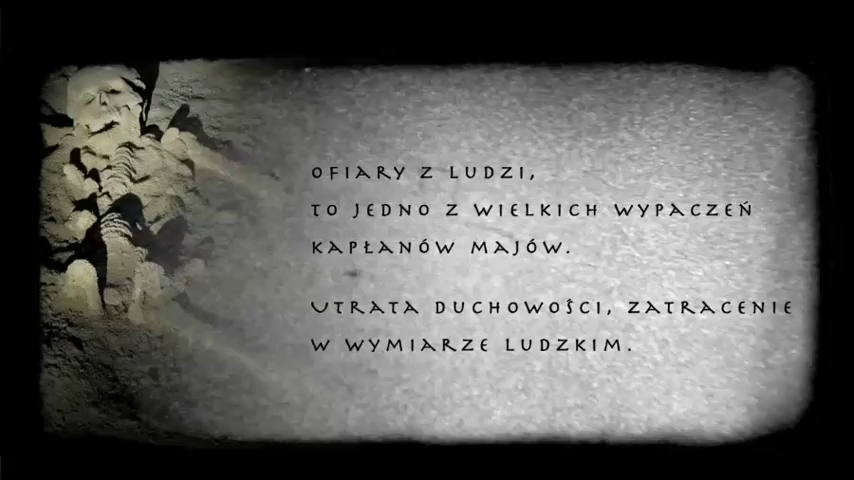 OFIARY Z LUDZI,
TO JEDNO Z WIELKICH WYPACZEŃ
KAPŁANÓW MAJÓW.
UTRATA DUCHOWOŚCI, ZATRACENIE
W WYMIARZE LUDZKIM.